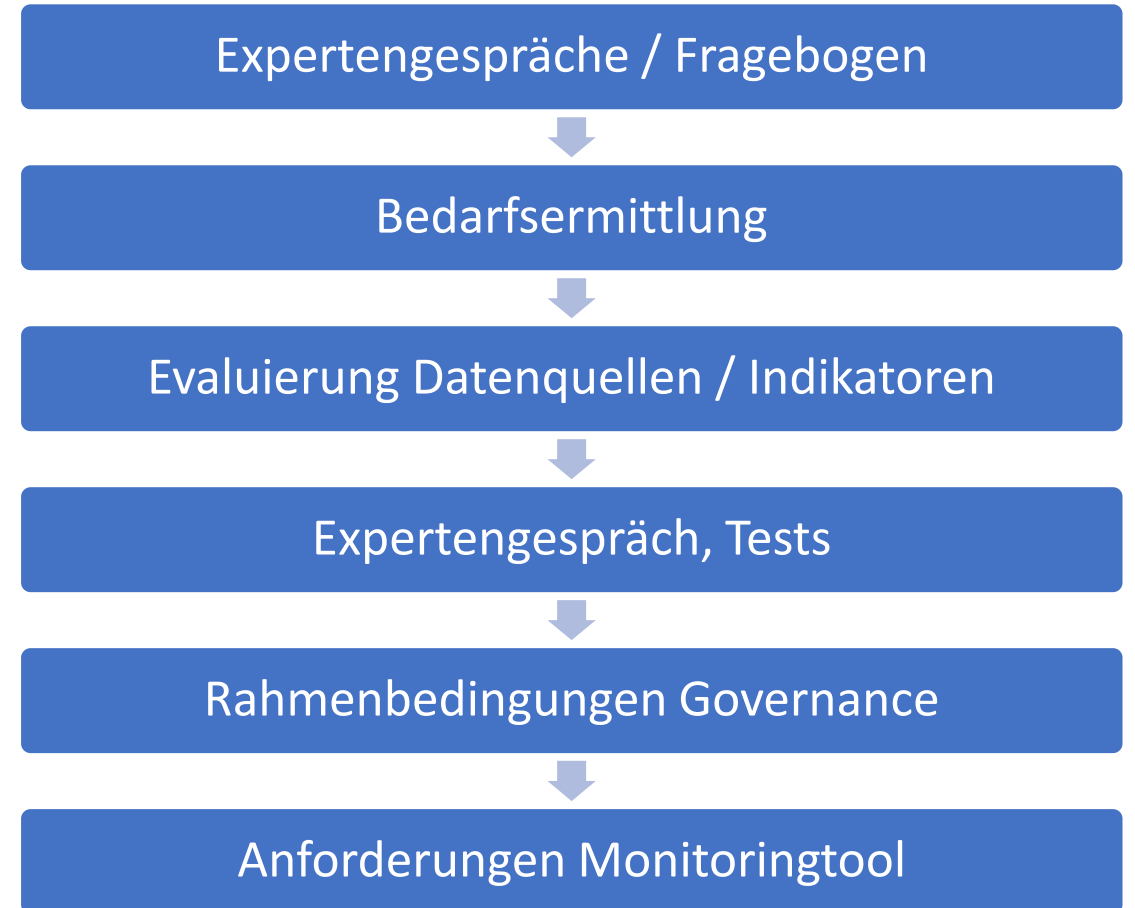 Expertengespräche / Fragebogen
Bedarfsermittlung
Evaluierung Datenquellen / Indikatoren
Expertengespräch, Tests
Rahmenbedingungen Governance
Anforderungen Monitoringtool